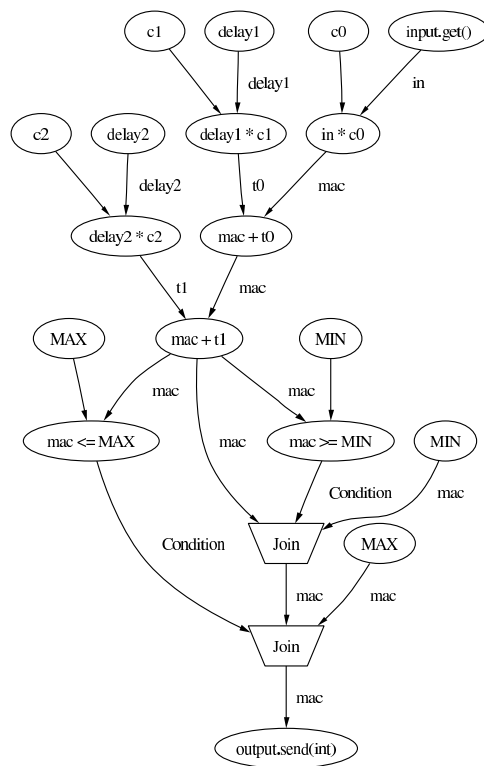 c1
delay1
c0
input.get()
delay1
in
c2
delay2
delay1 * c1
in * c0
delay2
t0
mac
delay2 * c2
mac + t0
t1
mac
MAX
mac + t1
MIN
mac
mac
mac <= MAX
mac
mac >= MIN
MIN
Condition
mac
Condition
Join
MAX
mac
mac
Join
mac
output.send(int)